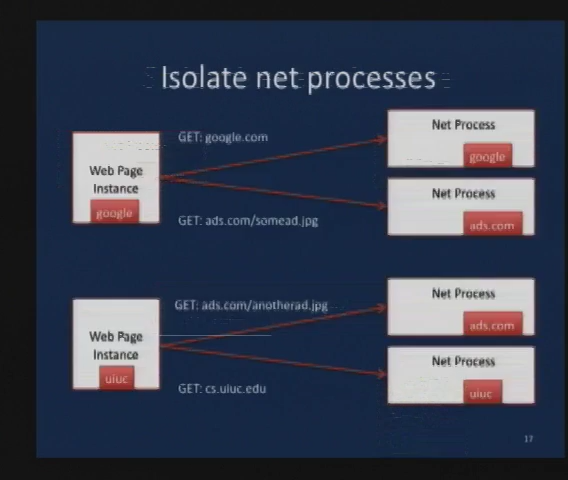 Isolate net processes
GET: google.com
Net Process
google
Web Page
Instance
google
Net Process
ads.com
GET: ads.com/somead.jpg
GET: ads.com/anotherad.jpg
Net Process
ads.com
Web Page
Instance
uiuc
Net Process
uiuc
GET: cs.uiuc.edu
17